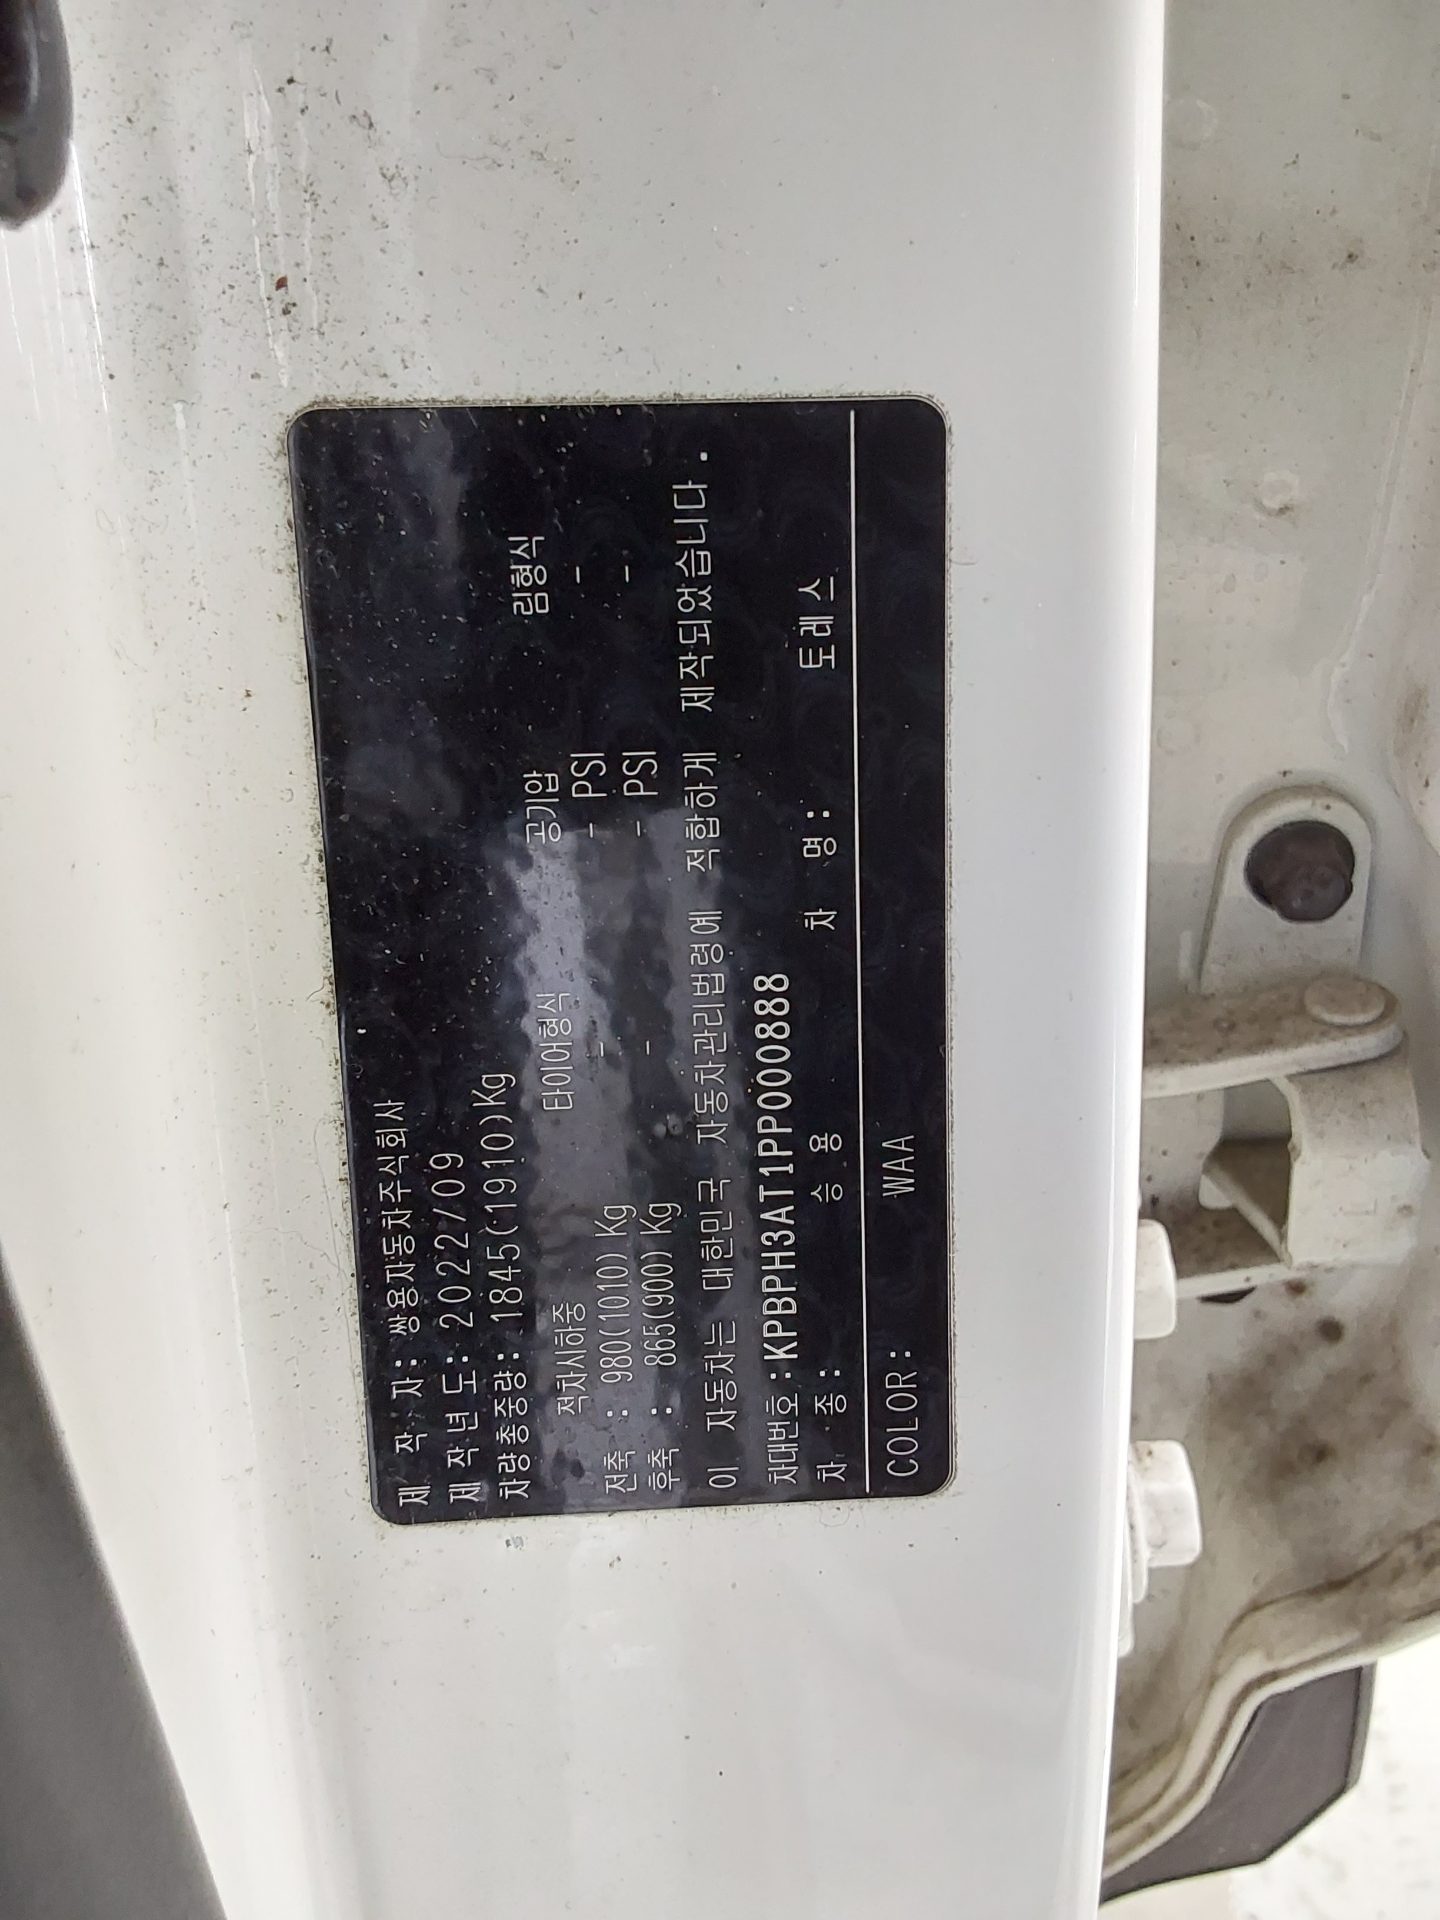 제 작 자: 쌍용자동차주식회사
제 작 년 도: 2022/09
차량총중량: 1845(1910)Kg
적차시하중 타이어형식 공기압 림형식
전축 : 980(1010) Kg - - PSI -
후축 : 865(900) Kg - - PSI -
이 자동차는 대한민국 자동차관리법령에 적합하게 제작되었습니다.
차대번호:KPBPH3AT1PP000888
차 종: 승 용 차 명: 토레스
COLOR: WAA